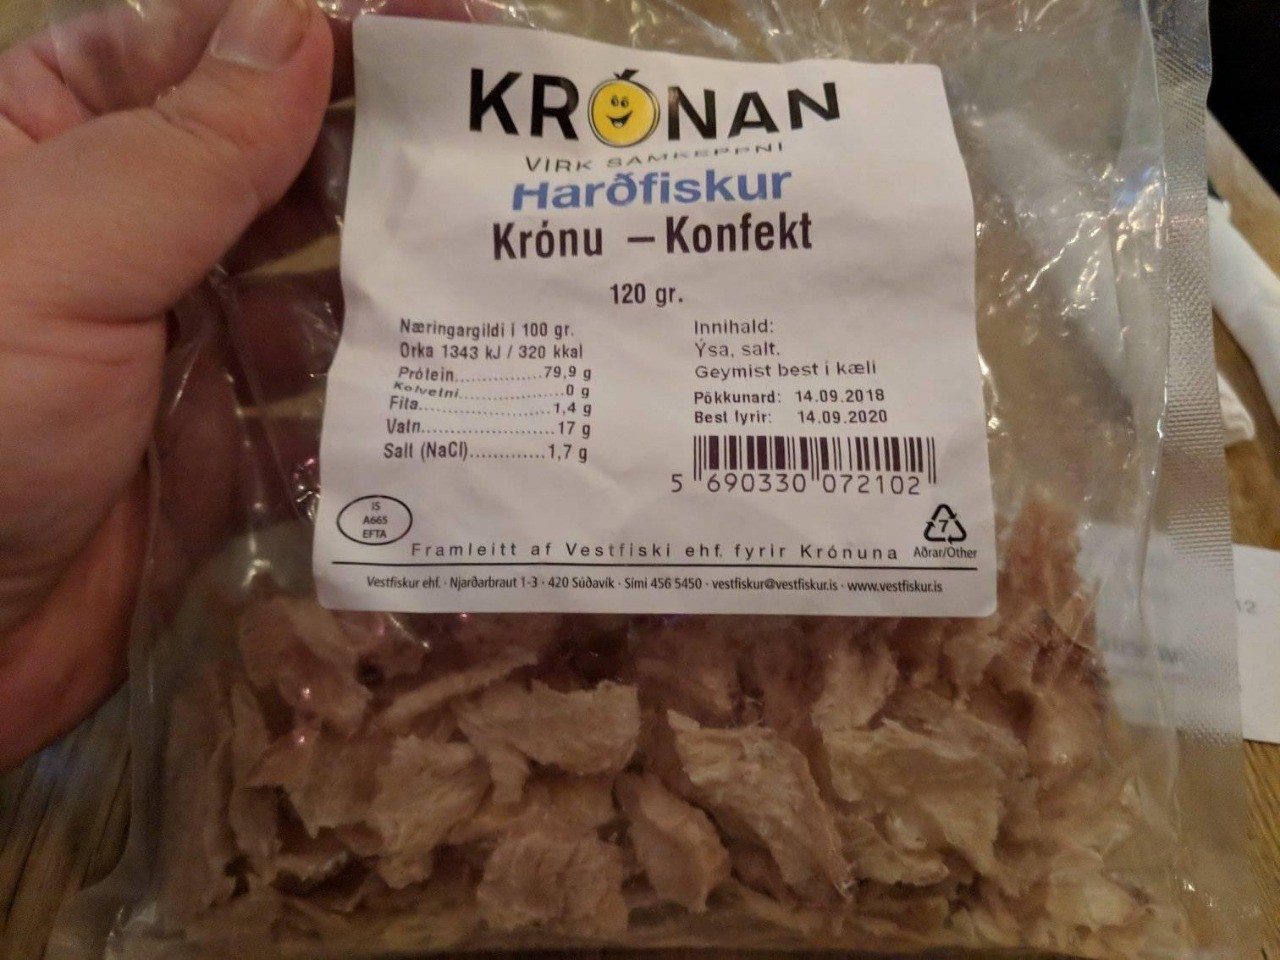 KRÓNAN
VIRK SAMKEPPNI
Harðfiskur
Krónu – Konfekt
120 gr.
Næringargildi í 100 gr.
Orka 1343 kJ / 320 kkal
Prótein..............79,9 g
Kolvetni................0 g
Fita......................1,4 g
Vatn.....................17 g
Salt (NaCl).............1,7 g
Innihald:
Ýsa, salt.
Geymist best í kæli
Pökkunard: 14.09.2018
Best fyrir: 14.09.2020
5 690330 072102
IS
A665
EFTA
7
Aðrar/Other
Framleitt af Vestfiski ehf. fyrir Krónuna
Vestfiskur ehf. · Njarðarbraut 1-3 · 420 Súðavík · Sími 456 5450 · vestfiskur@vestfiskur.is · www.vestfiskur.is
12